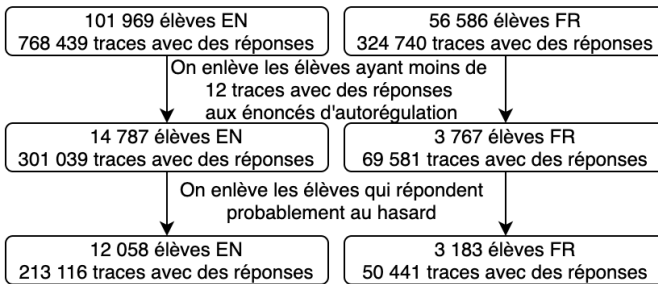 101 969 élèves EN
768 439 traces avec des réponses
56 586 élèves FR
324 740 traces avec des réponses
On enlève les élèves ayant moins de
12 traces avec des réponses
aux énoncés d'autorégulation
14 787 élèves EN
301 039 traces avec des réponses
3 767 élèves FR
69 581 traces avec des réponses
On enlève les élèves qui répondent
probablement au hasard
12 058 élèves EN
213 116 traces avec des réponses
3 183 élèves FR
50 441 traces avec des réponses